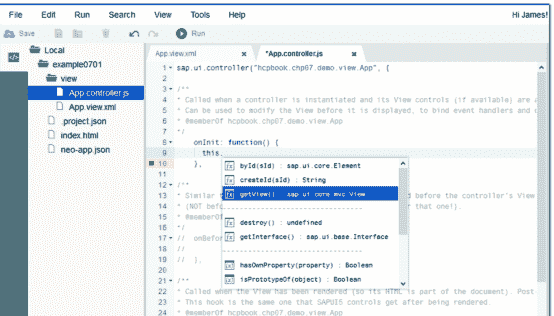 File Edit Run Search View Tools Help Hi James!
Save Run
Local
example0701
view
App.controller.js
App.view.xml
.project.json
index.html
neo-app.json
App.view.xml × *App.controller.js ×
1 sap.ui.controller("hcpbook.chp07.demo.view.App", {
2
3 /**
4 * Called when a controller is instantiated and its View controls (if available) are
5 * Can be used to modify the View before it is displayed, to bind event handlers and
6 * @memberOf hcpbook.chp07.demo.view.App
7 */
8 onInit: function() {
9 this.
10 },
11
12 /**
13 * Similar
14 * (NOT befo
15 * @memberOf
16 */
17 // onBefo
18 //
19 // },
20
21 /**
22 * Called when the View has been rendered (so its HTML is part of the document). Post
23 * This hook is the same one that SAPUI5 controls get after being rendered.
24 * @memberOf hcpbook.chp07.demo.view.App
byId(sId) : sap.ui.core.Element
createId(sId) : String
getView() : sap.ui.core.mvc.View
destroy() : undefined
getInterface() : sap.ui.base.Interface
hasOwnProperty(property) : Boolean
isPrototypeOf(object) : Boolean
d before the controller's View
r that one).